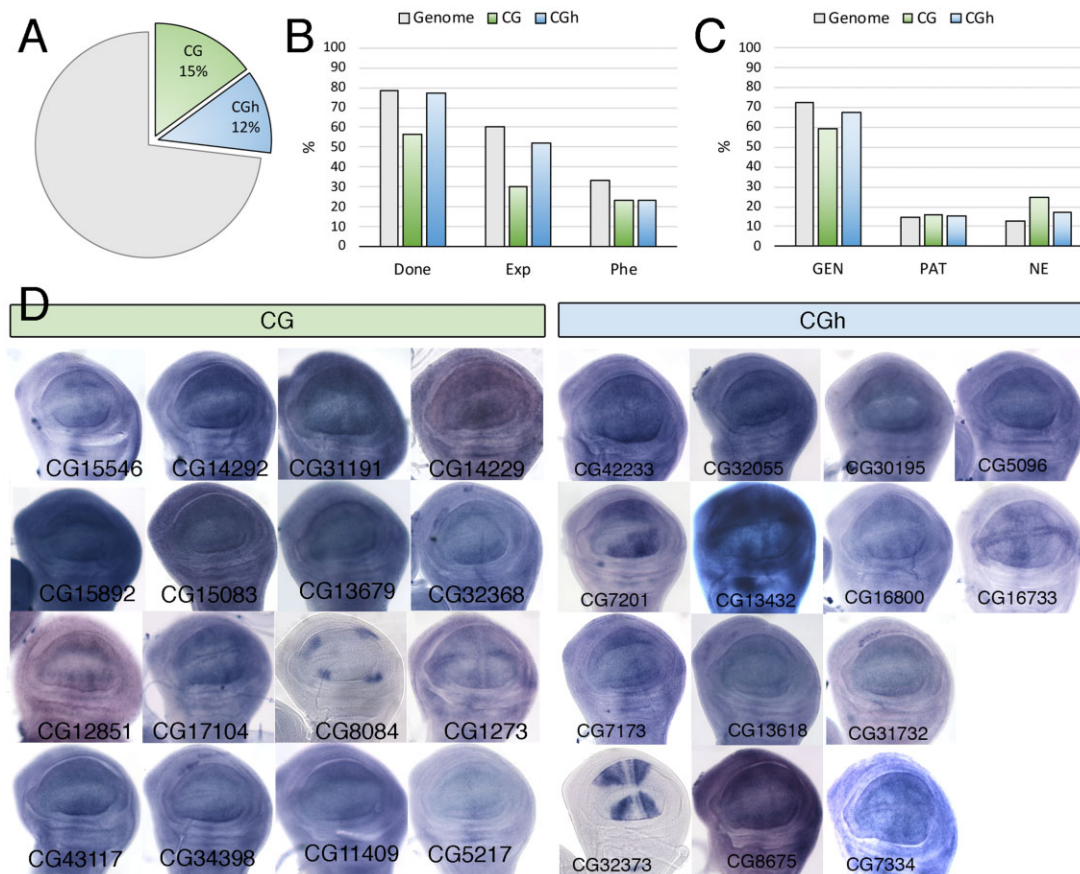 A
CG
15%
CGh
12%
B
Genome CG CGh
100
90
80
70
60
50
40
30
20
10
0
%
Done Exp Phe
C
Genome CG CGh
100
90
80
70
60
50
40
30
20
10
0
%
GEN PAT NE
D
CG
CG15546 CG14292 CG31191 CG14229
CG15892 CG15083 CG13679 CG32368
CG12851 CG17104 CG8084 CG1273
CG43117 CG34398 CG11409 CG5217
CGh
CG42233 CG32055 CG30195 CG5096
CG7201 CG13432 CG16800 CG16733
CG7173 CG13618 CG31732
CG32373 CG8675 CG7334